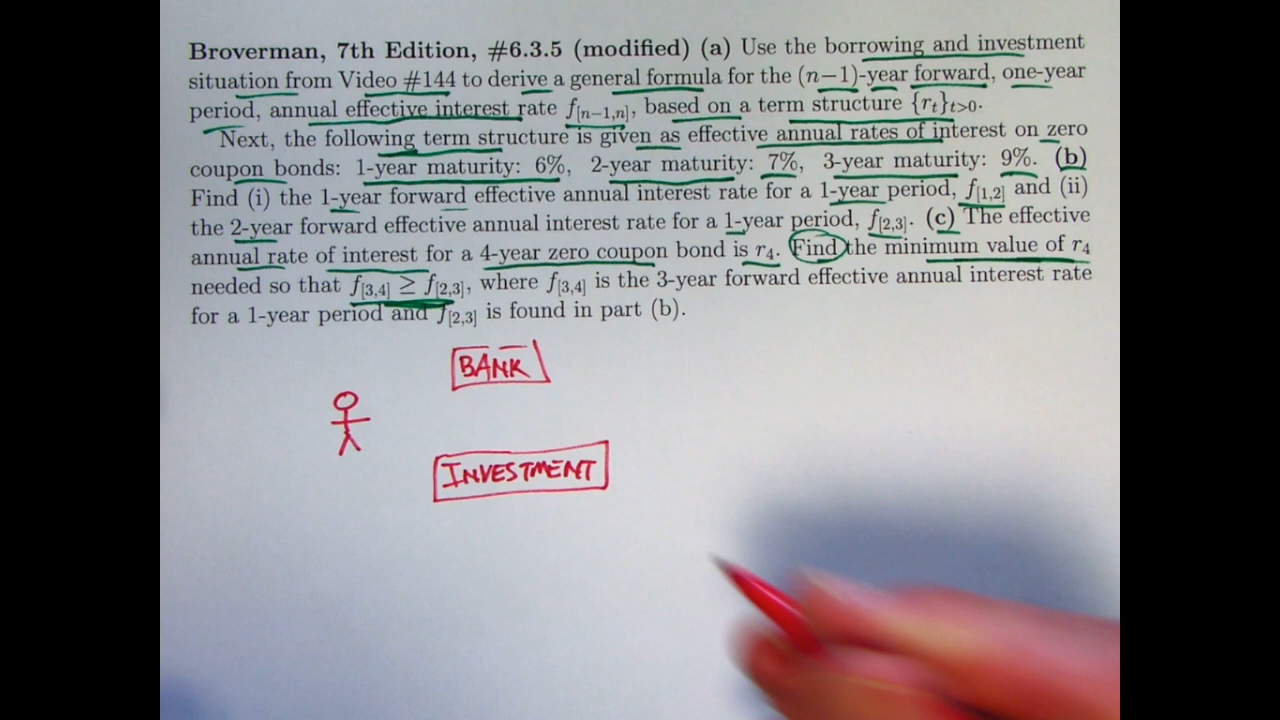 Broverman, 7th Edition, #6.3.5 (modified) (a) Use the borrowing and investment
situation from Video #144 to derive a general formula for the (n−1)-year forward, one-year
period, annual effective interest rate f[n−1,n], based on a term structure {rt}t>0.
Next, the following term structure is given as effective annual rates of interest on zero
coupon bonds: 1-year maturity: 6%, 2-year maturity: 7%, 3-year maturity: 9%. (b)
Find (i) the 1-year forward effective annual interest rate for a 1-year period, f[1,2] and (ii)
the 2-year forward effective annual interest rate for a 1-year period, f[2,3]. (c) The effective
annual rate of interest for a 4-year zero coupon bond is r4. Find the minimum value of r4
needed so that f[3,4] ≥ f[2,3], where f[3,4] is the 3-year forward effective annual interest rate
for a 1-year period and f[2,3] is found in part (b).
BANK
INVESTMENT